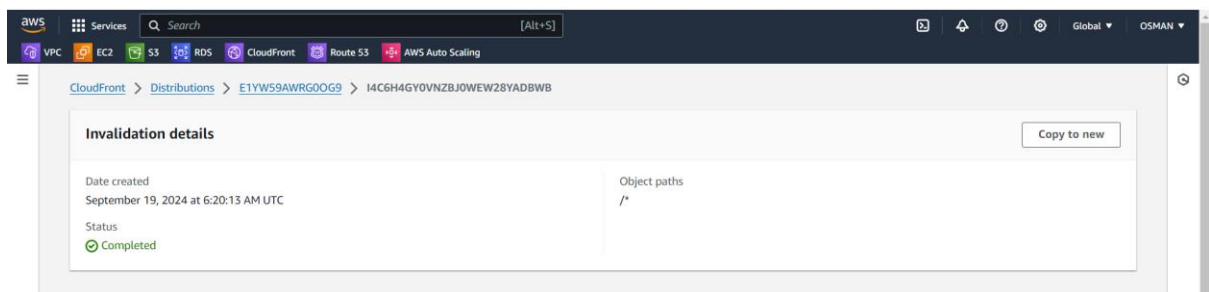 aws Services Search [Alt+S] Global OSMAN
VPC EC2 S3 RDS CloudFront Route 53 AWS Auto Scaling
CloudFront > Distributions > E1YW59AWRG0OG9 > I4C6H4GY0VNZBJ0WEW28YADBWB
Invalidation details Copy to new
Date created Object paths
September 19, 2024 at 6:20:13 AM UTC /*
Status
Completed